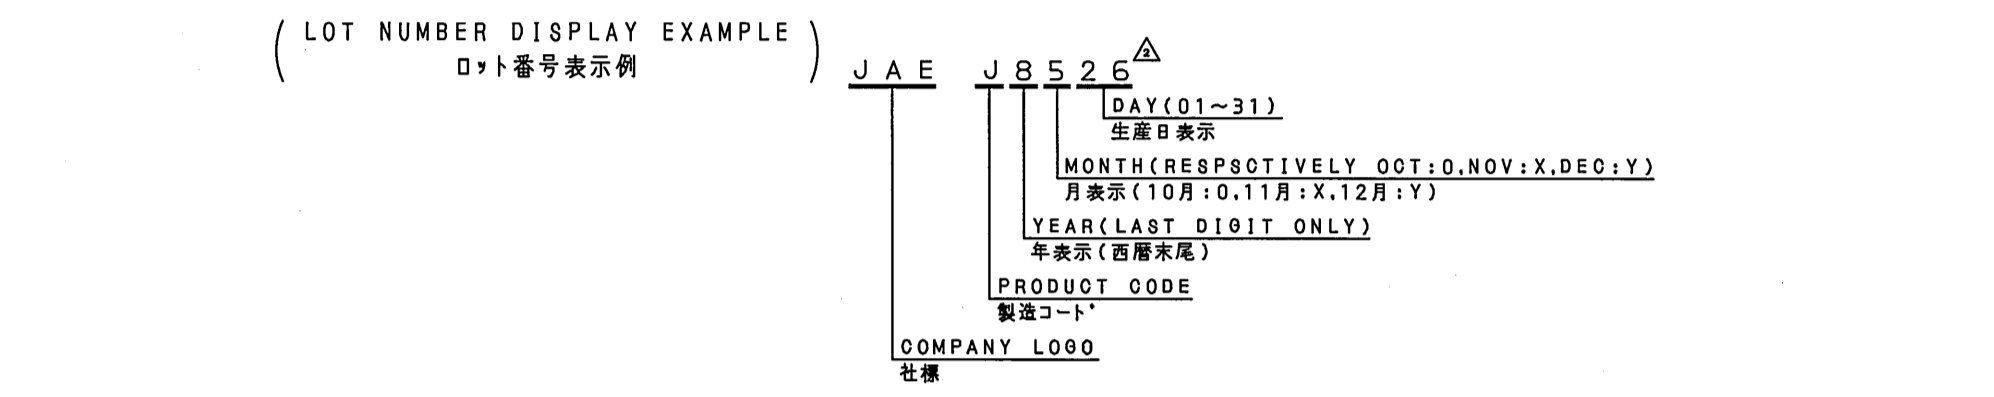 ( LOT NUMBER DISPLAY EXAMPLE )
ロット番号表示例
JAE J8526 2
DAY(01~31)
生産日表示
MONTH(RESPSCTIVELY OCT:O,NOV:X,DEC:Y)
月表示(10月:O,11月:X,12月:Y)
YEAR(LAST DIGIT ONLY)
年表示(西暦末尾)
PRODUCT CODE
製造コード
COMPANY LOGO
社標